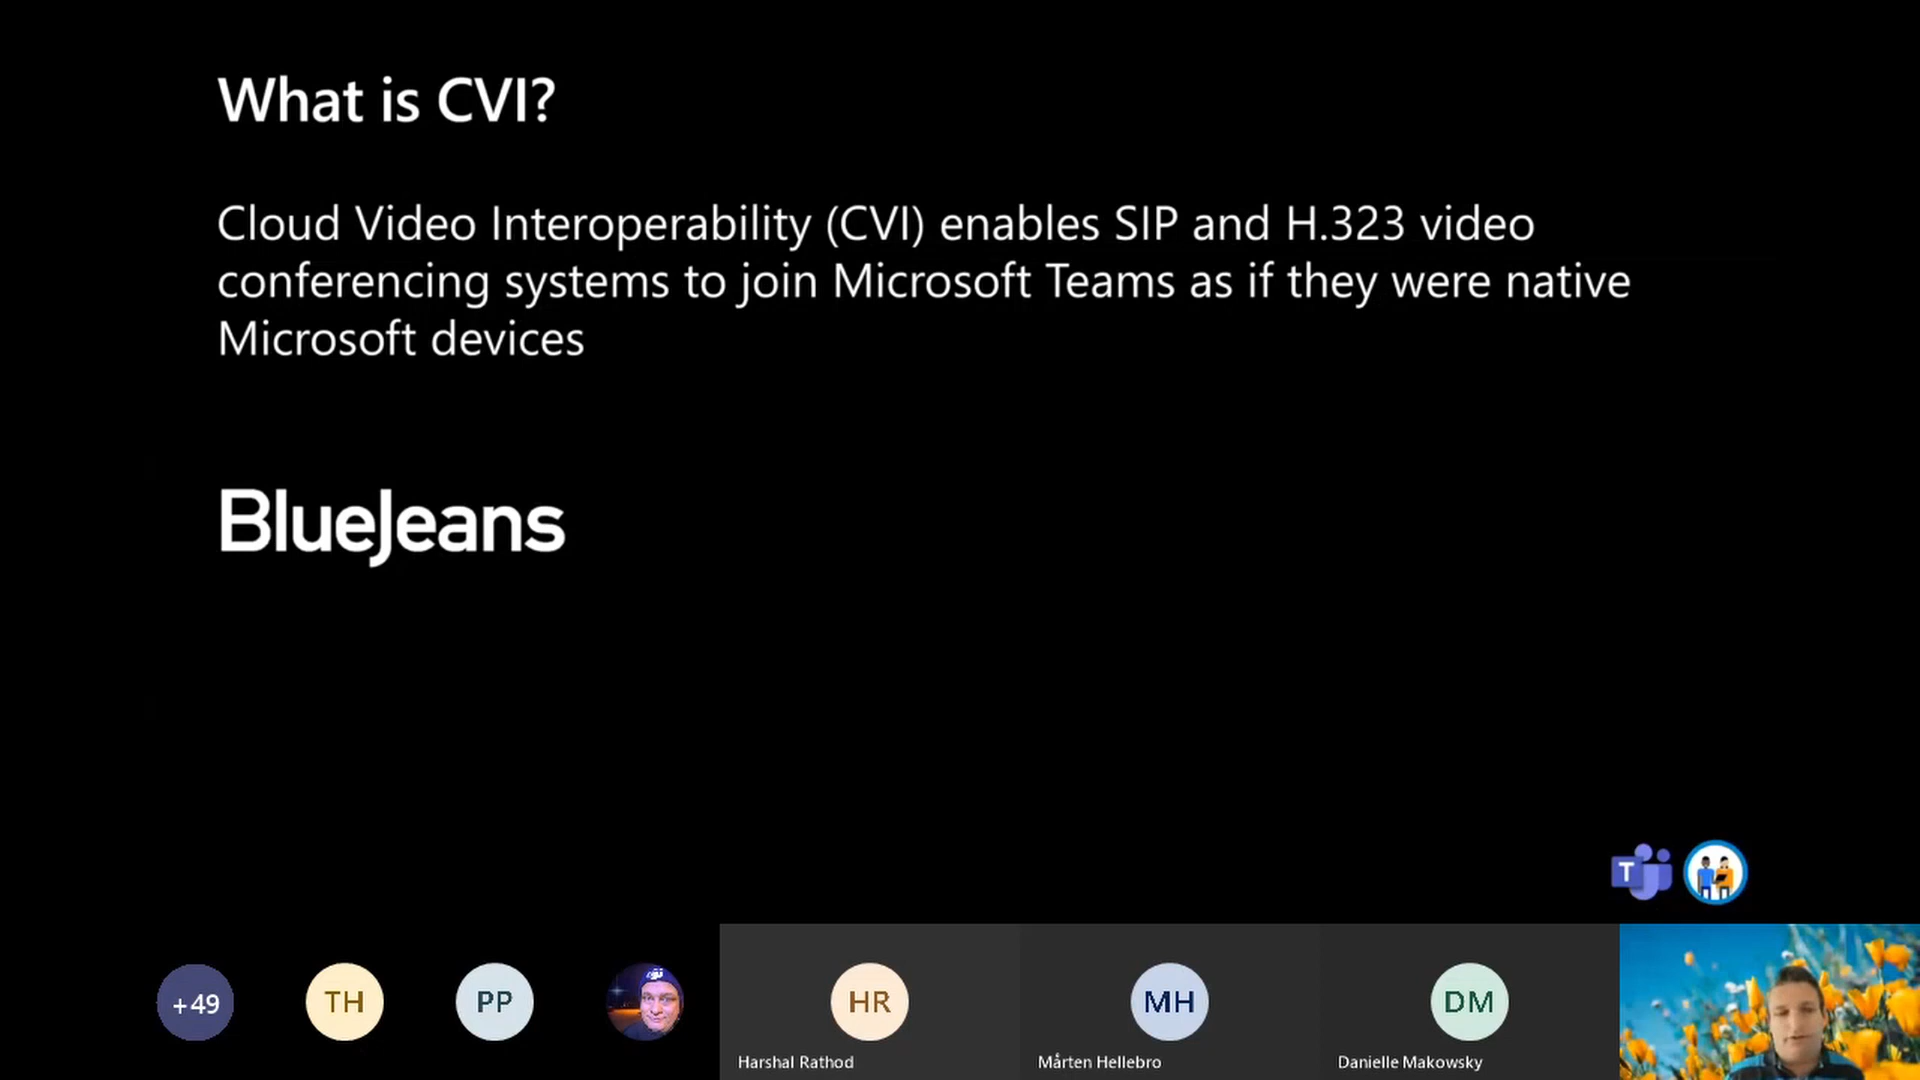 What is CVI?
Cloud Video Interoperability (CVI) enables SIP and H.323 video
conferencing systems to join Microsoft Teams as if they were native
Microsoft devices
BlueJeans
T
+49
TH
PP
HR
MH
DM
Harshal Rathod
Mårten Hellebro
Danielle Makowsky